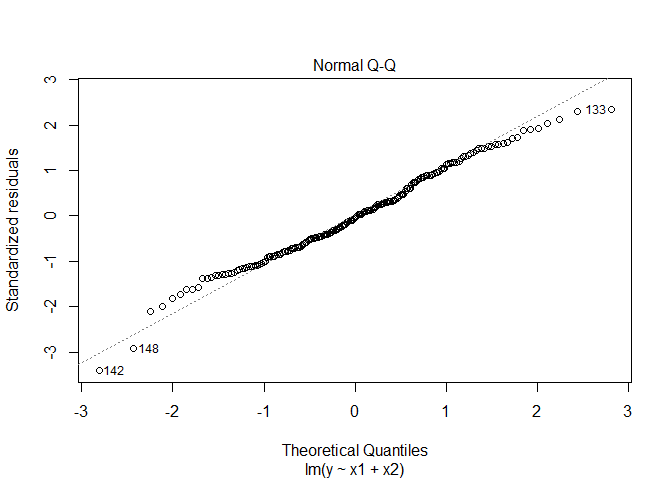 Normal Q-Q
Standardized residuals
3
2
1
0
-1
-2
-3
133
148
142
-3 -2 -1 0 1 2 3
Theoretical Quantiles
lm(y ~ x1 + x2)